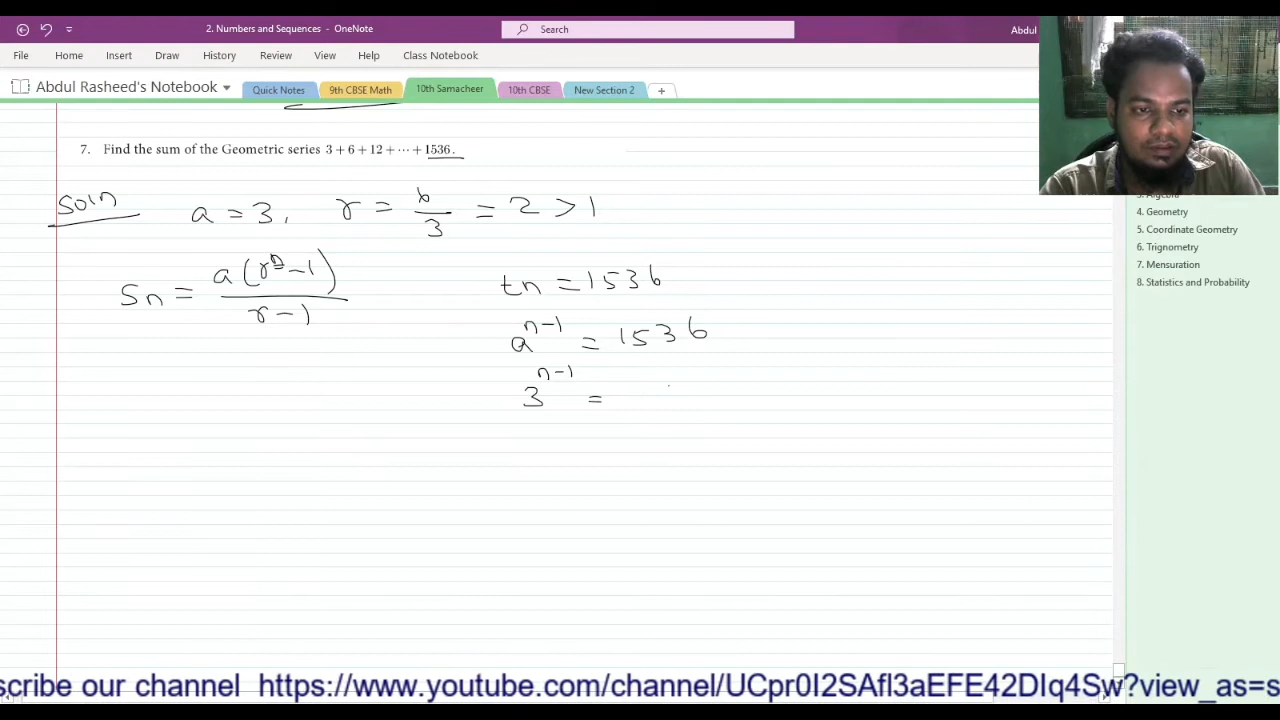 2. Numbers and Sequences - OneNote
Search
Abdul
File Home Insert Draw History Review View Help Class Notebook
Abdul Rasheed's Notebook
Quick Notes 9th CBSE Math 10th Samacheer 10th CBSE New Section 2 +
3. Algebra
4. Geometry
5. Coordinate Geometry
6. Trignometry
7. Mensuration
8. Statistics and Probability
7. Find the sum of the Geometric series 3 + 6 + 12 + ⋯ + 1536 .
Soln a = 3, r = 6/3 = 2 > 1
Sn = a(r^n - 1)/(r - 1)
tn = 1536
a^(n-1) = 1536
3^(n-1) =
scribe our channel https://www.youtube.com/channel/UCpr0I2SAfl3aEFE42DIq4Sw?view_as=s